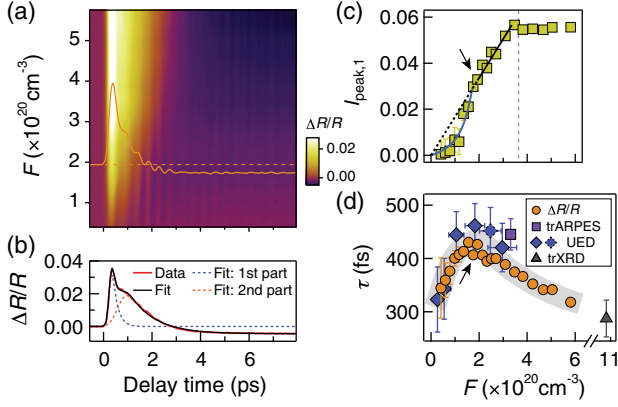 (a)
F (×10²⁰cm⁻³)
5
4
3
2
1
ΔR/R
0.03
0.02
0.01
0.00
(b)
ΔR/R
0.04
0.02
0.00
Data
Fit
Fit: 1st part
Fit: 2nd part
0
2
4
6
Delay time (ps)
(c)
I peak,1
0.06
0.04
0.02
0.00
(d)
τ (fs)
500
400
300
ΔR/R
trARPES
UED
trXRD
0
2
4
6
11
F (×10²⁰cm⁻³)